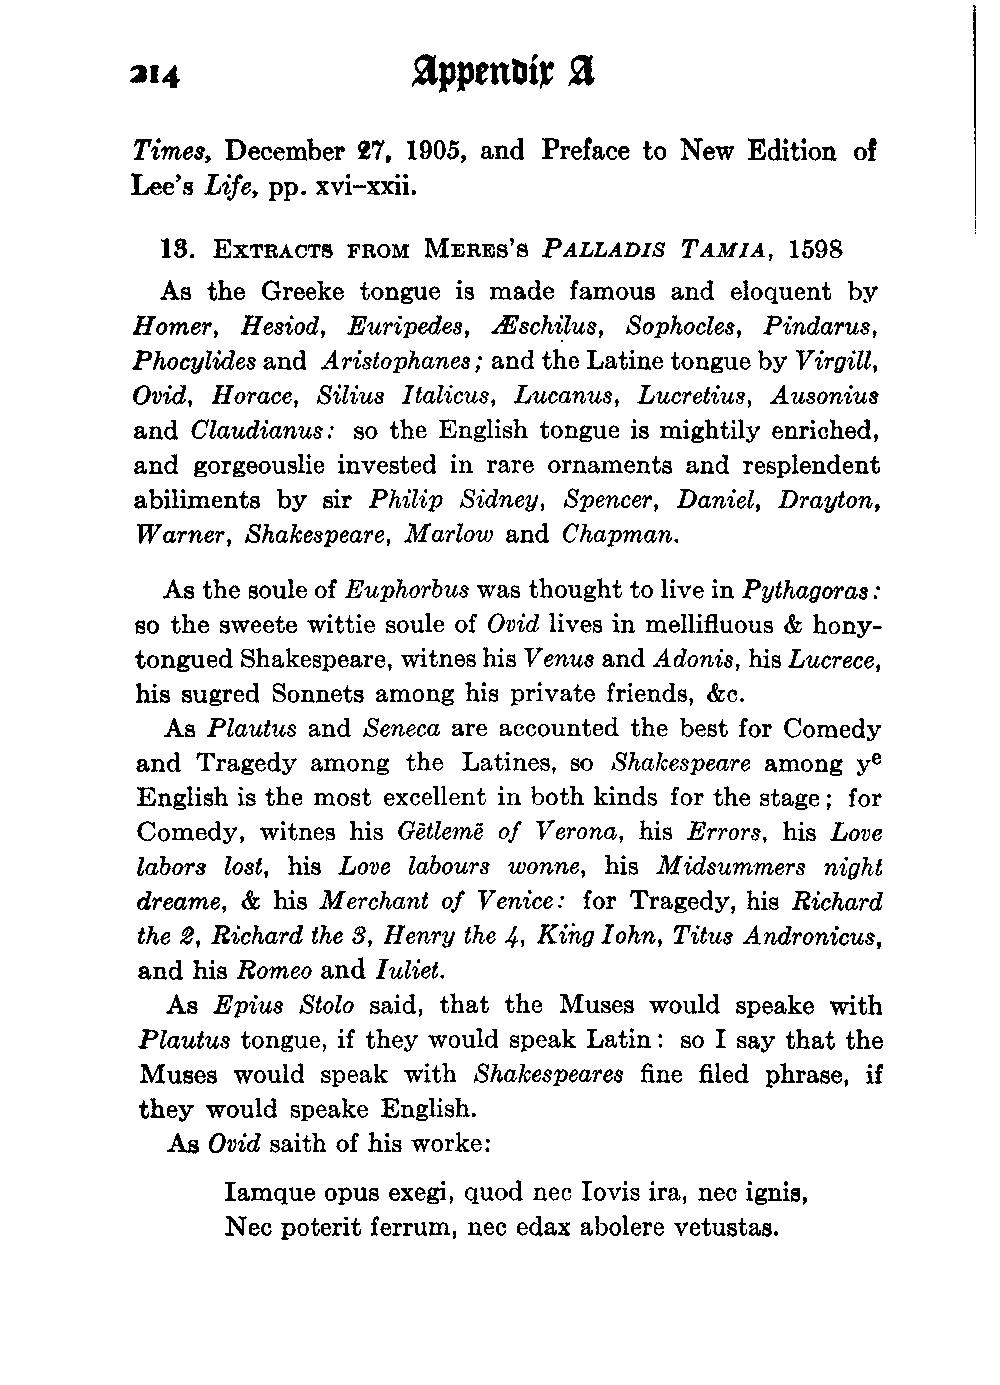 214 Appendix A
Times, December 27, 1905, and Preface to New Edition of
Lee's Life, pp. xvi–xxii.
13. Extracts from Meres's Palladis Tamia, 1598
As the Greeke tongue is made famous and eloquent by
Homer, Hesiod, Euripedes, Æschilus, Sophocles, Pindarus,
Phocylides and Aristophanes; and the Latine tongue by Virgill,
Ovid, Horace, Silius Italicus, Lucanus, Lucretius, Ausonius
and Claudianus: so the English tongue is mightily enriched,
and gorgeouslie invested in rare ornaments and resplendent
abiliments by sir Philip Sidney, Spencer, Daniel, Drayton,
Warner, Shakespeare, Marlow and Chapman.
As the soule of Euphorbus was thought to live in Pythagoras:
so the sweete wittie soule of Ovid lives in mellifluous & hony-
tongued Shakespeare, witnes his Venus and Adonis, his Lucrece,
his sugred Sonnets among his private friends, &c.
As Plautus and Seneca are accounted the best for Comedy
and Tragedy among the Latines, so Shakespeare among yᵉ
English is the most excellent in both kinds for the stage; for
Comedy, witnes his Gẽtlemẽ of Verona, his Errors, his Love
labors lost, his Love labours wonne, his Midsummers night
dreame, & his Merchant of Venice: for Tragedy, his Richard
the 2, Richard the 3, Henry the 4, King Iohn, Titus Andronicus,
and his Romeo and Iuliet.
As Epius Stolo said, that the Muses would speake with
Plautus tongue, if they would speak Latin: so I say that the
Muses would speak with Shakespeares fine filed phrase, if
they would speake English.
As Ovid saith of his worke:
Iamque opus exegi, quod nec Iovis ira, nec ignis,
Nec poterit ferrum, nec edax abolere vetustas.